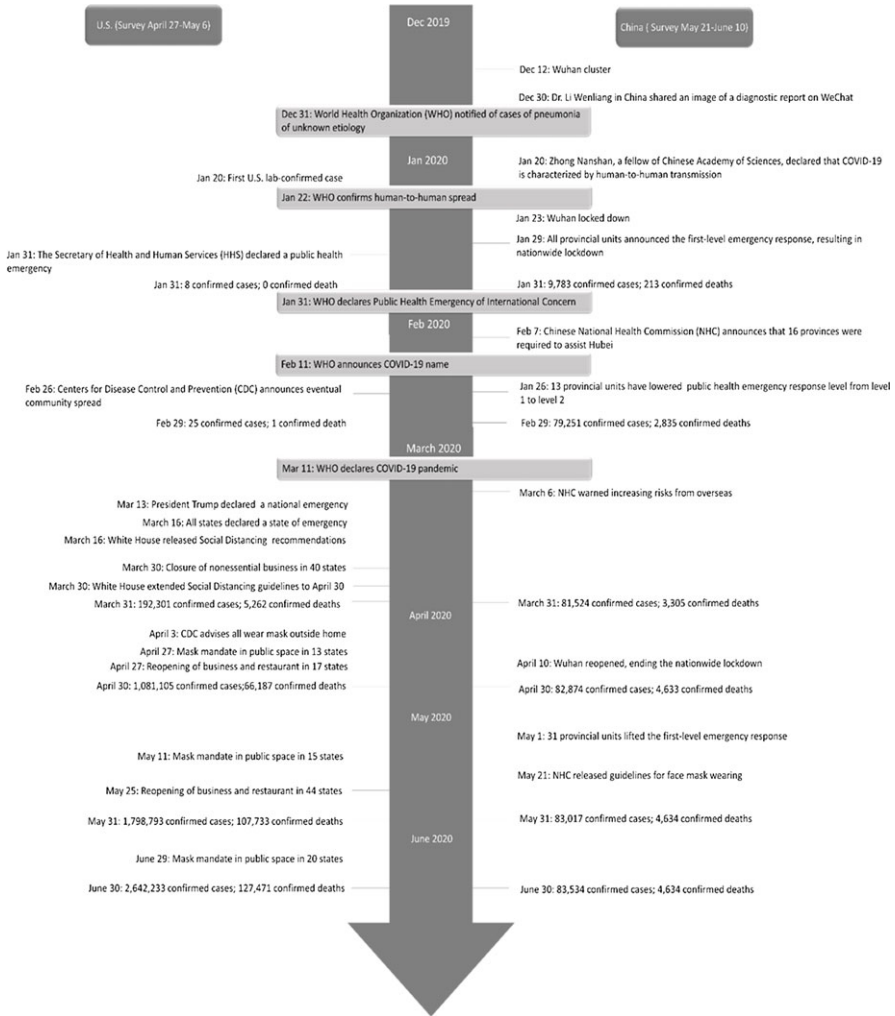 U.S. (Survey April 27-May 6)
Dec 2019
China ( Survey May 21-June 10)
Dec 12: Wuhan cluster
Dec 30: Dr. Li Wenliang in China shared an image of a diagnostic report on WeChat
Dec 31: World Health Organization (WHO) notified of cases of pneumonia
of unknown etiology
Jan 2020
Jan 20: Zhong Nanshan, a fellow of Chinese Academy of Sciences, declared that COVID-19
is characterized by human-to-human transmission
Jan 20: First U.S. lab-confirmed case
Jan 22: WHO confirms human-to-human spread
Jan 23: Wuhan locked down
Jan 29: All provincial units announced the first-level emergency response, resulting in
nationwide lockdown
Jan 31: The Secretary of Health and Human Services (HHS) declared a public health
emergency
Jan 31: 8 confirmed cases; 0 confirmed death
Jan 31: 9,783 confirmed cases; 213 confirmed deaths
Jan 31: WHO declares Public Health Emergency of International Concern
Feb 2020
Feb 7: Chinese National Health Commission (NHC) announces that 16 provinces were
required to assist Hubei
Feb 11: WHO announces COVID-19 name
Feb 26: Centers for Disease Control and Prevention (CDC) announces eventual
community spread
Jan 26: 13 provincial units have lowered public health emergency response level from level
1 to level 2
Feb 29: 25 confirmed cases; 1 confirmed death
Feb 29: 79,251 confirmed cases; 2,835 confirmed deaths
March 2020
Mar 11: WHO declares COVID-19 pandemic
March 6: NHC warned increasing risks from overseas
Mar 13: President Trump declared a national emergency
March 16: All states declared a state of emergency
March 16: White House released Social Distancing recommendations
March 30: Closure of nonessential business in 40 states
March 30: White House extended Social Distancing guidelines to April 30
March 31: 192,301 confirmed cases; 5,262 confirmed deaths
March 31: 81,524 confirmed cases; 3,305 confirmed deaths
April 2020
April 3: CDC advises all wear mask outside home
April 27: Mask mandate in public space in 13 states
April 27: Reopening of business and restaurant in 17 states
April 10: Wuhan reopened, ending the nationwide lockdown
April 30: 1,081,105 confirmed cases;66,187 confirmed deaths
April 30: 82,874 confirmed cases; 4,633 confirmed deaths
May 2020
May 1: 31 provincial units lifted the first-level emergency response
May 11: Mask mandate in public space in 15 states
May 21: NHC released guidelines for face mask wearing
May 25: Reopening of business and restaurant in 44 states
May 31: 1,798,793 confirmed cases; 107,733 confirmed deaths
May 31: 83,017 confirmed cases; 4,634 confirmed deaths
June 2020
June 29: Mask mandate in public space in 20 states
June 30: 2,642,233 confirmed cases; 127,471 confirmed deaths
June 30: 83,534 confirmed cases; 4,634 confirmed deaths